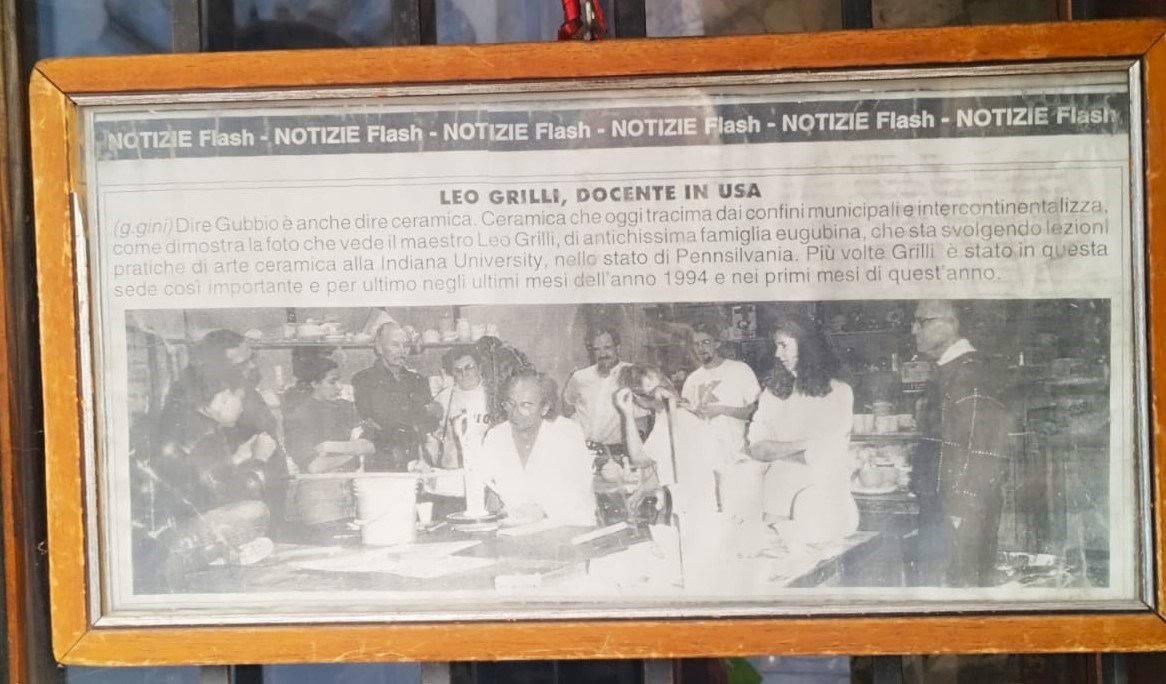 NOTIZIE Flash - NOTIZIE Flash - NOTIZIE Flash - NOTIZIE Flash - NOTIZIE Flash - NOTIZIE Flash
LEO GRILLI, DOCENTE IN USA
(g.gini) Dire Gubbio è anche dire ceramica. Ceramica che oggi tracima dai confini municipali e intercontinentalizza,
come dimostra la foto che vede il maestro Leo Grilli, di antichissima famiglia eugubina, che sta svolgendo lezioni
pratiche di arte ceramica alla Indiana University, nello stato di Pennsilvania. Più volte Grilli è stato in questa
sede così importante e per ultimo negli ultimi mesi dell'anno 1994 e nei primi mesi di quest'anno.